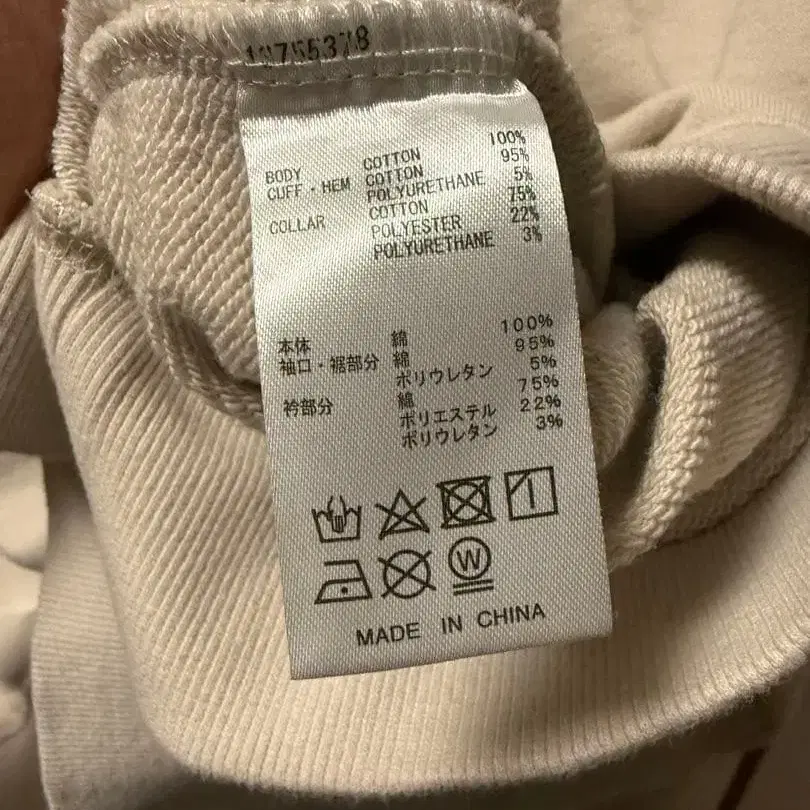 BODY COTTON 100%
CUFF・HEM COTTON 95%
POLYURETHANE 5%
COLLAR COTTON 75%
POLYESTER 22%
POLYURETHANE 3%
本体 綿 100%
袖口・裾部分 綿 95%
ポリウレタン 5%
衿部分 綿 75%
ポリエステル 22%
ポリウレタン 3%
W
MADE IN CHINA